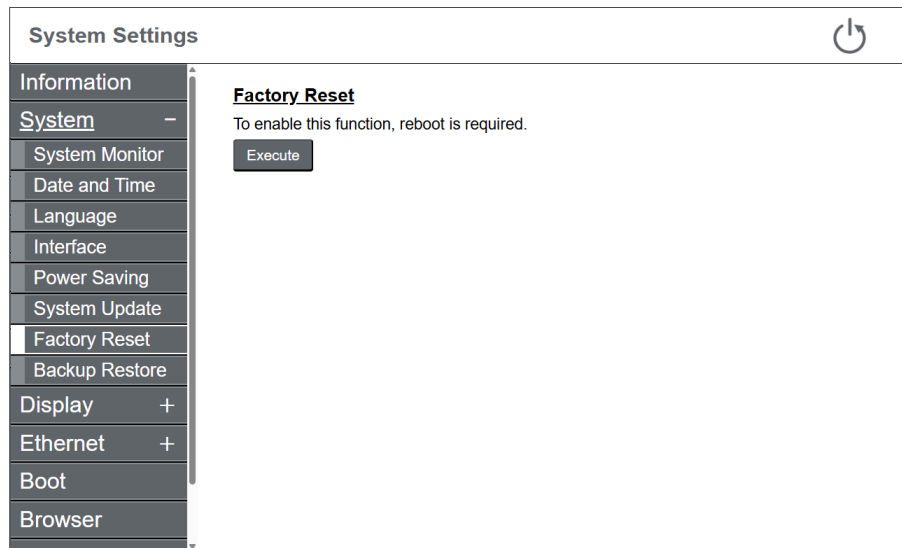 System Settings
Information
System −
System Monitor
Date and Time
Language
Interface
Power Saving
System Update
Factory Reset
Backup Restore
Display +
Ethernet +
Boot
Browser
Factory Reset
To enable this function, reboot is required.
Execute